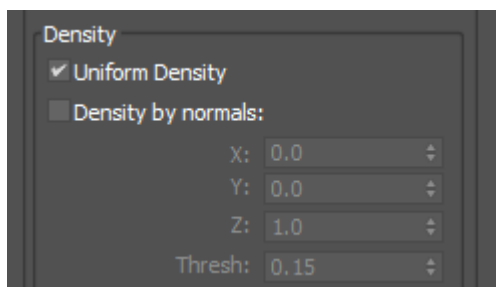 Density
Uniform Density
Density by normals:
X: 0.0
Y: 0.0
Z: 1.0
Thresh: 0.15